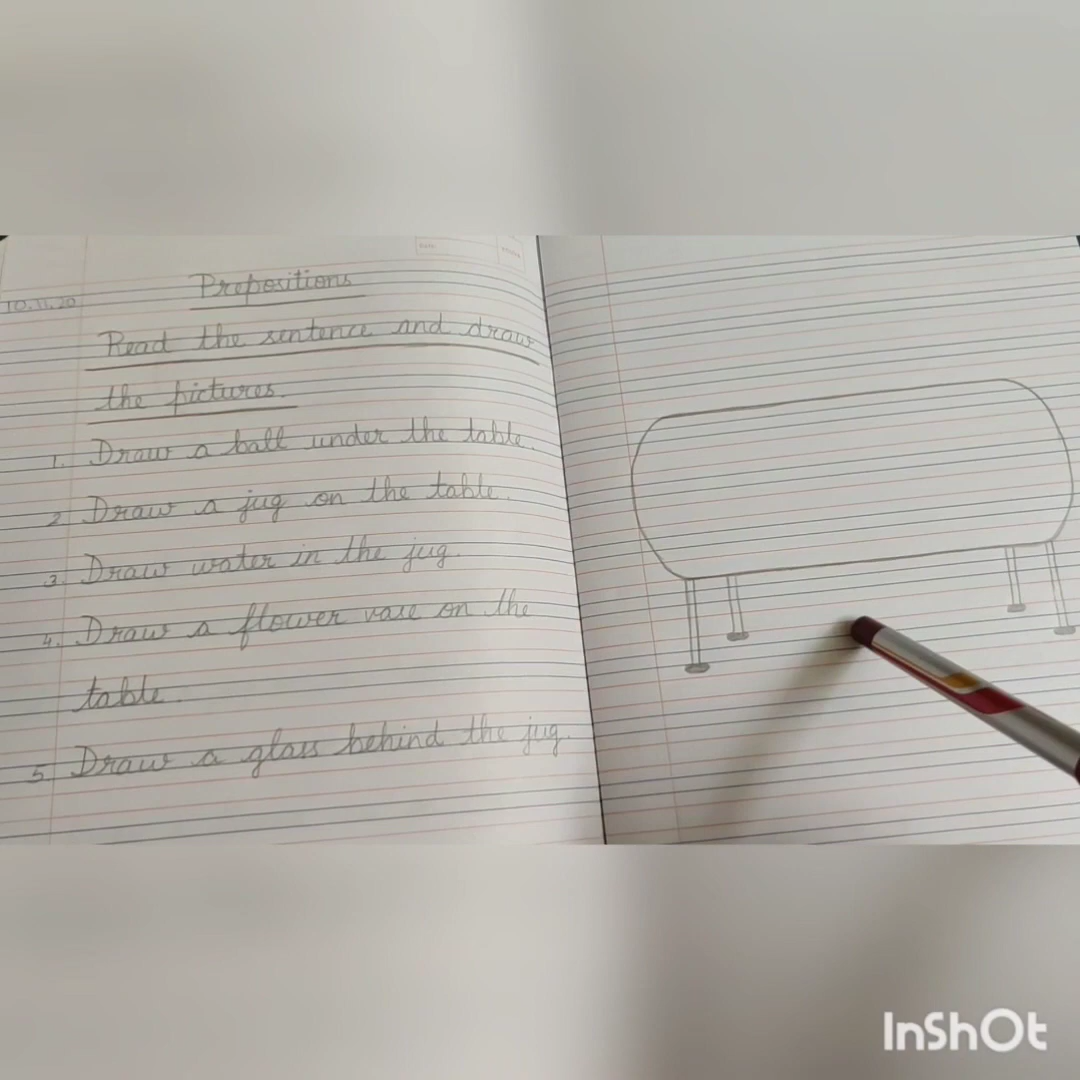 DATE
10.11.20
Prepositions
Read the sentence and draw
the pictures.
1. Draw a ball under the table.
2. Draw a jug on the table.
3. Draw water in the jug.
4. Draw a flower vase on the
table.
5. Draw a glass behind the jug.
InShOt